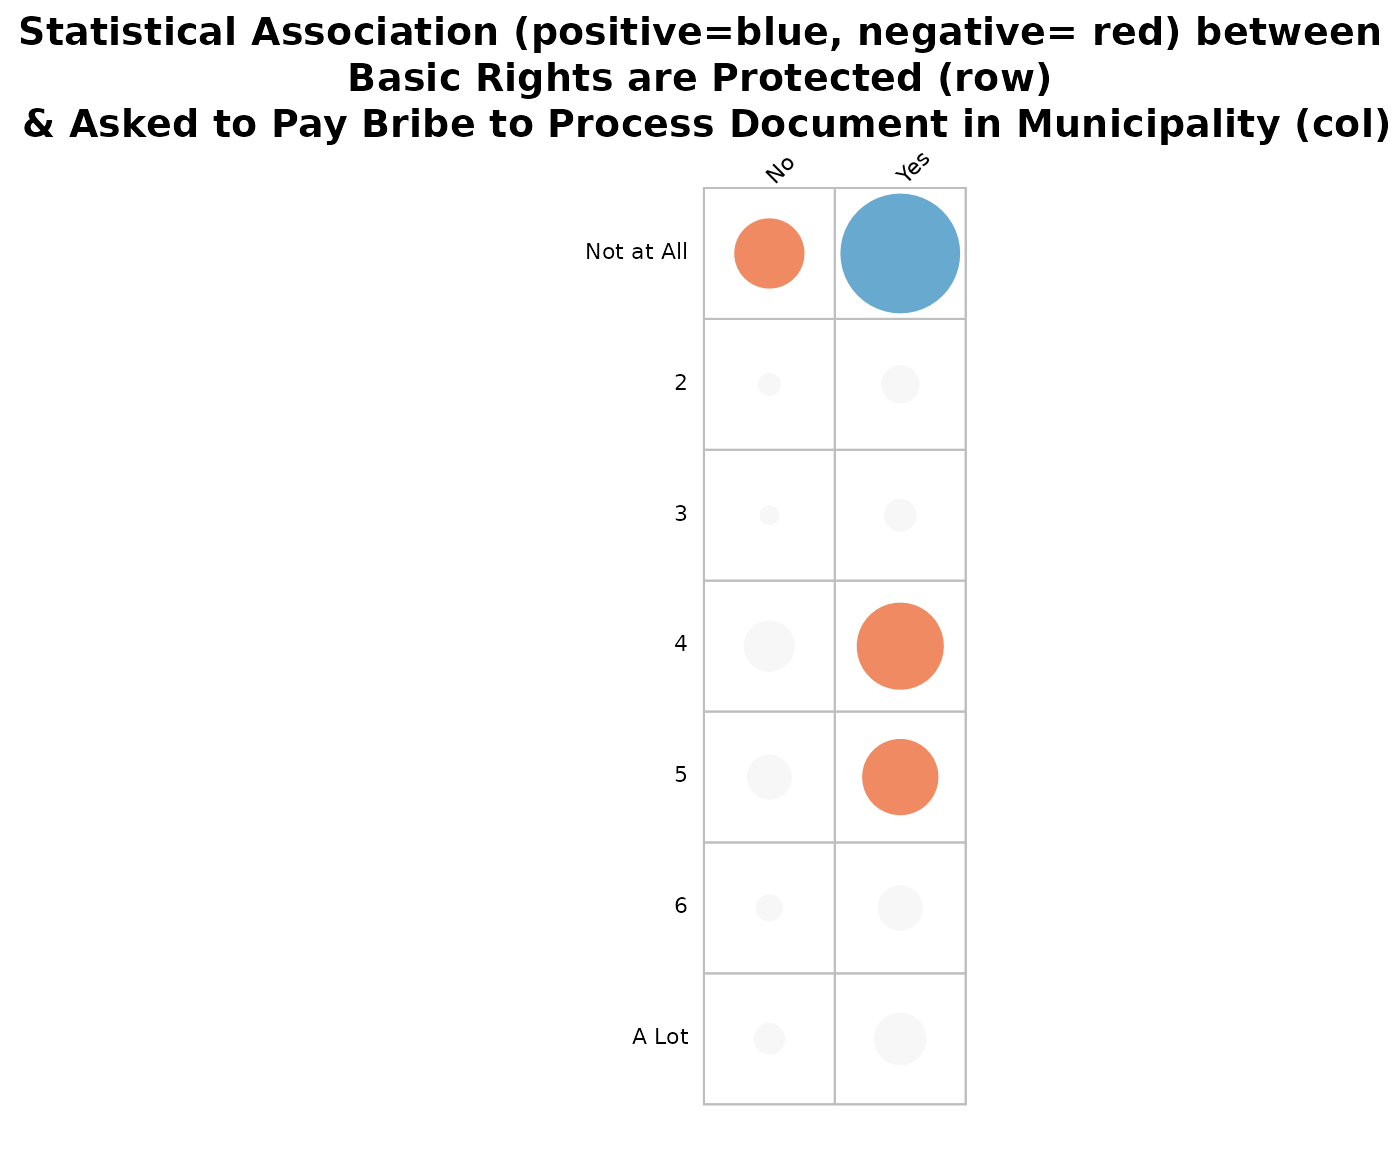 Statistical Association (positive=blue, negative= red) between
Basic Rights are Protected (row)
& Asked to Pay Bribe to Process Document in Municipality (col)
No Yes
Not at All
2
3
4
5
6
A Lot